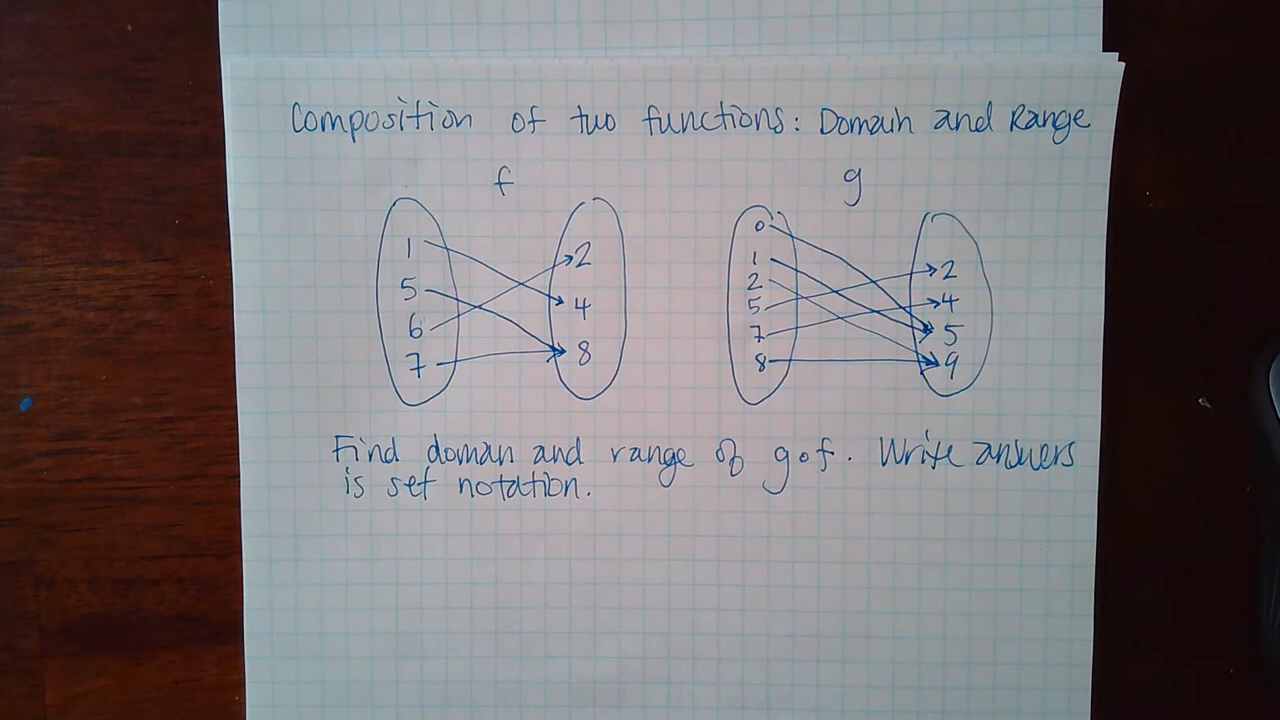 Composition of two functions: Domain and Range
f g
1 2
5 4
6 8
7
0
1 2
2 4
5 5
7 9
8
Find doman and range of g∘f. Write answers
is set notation.